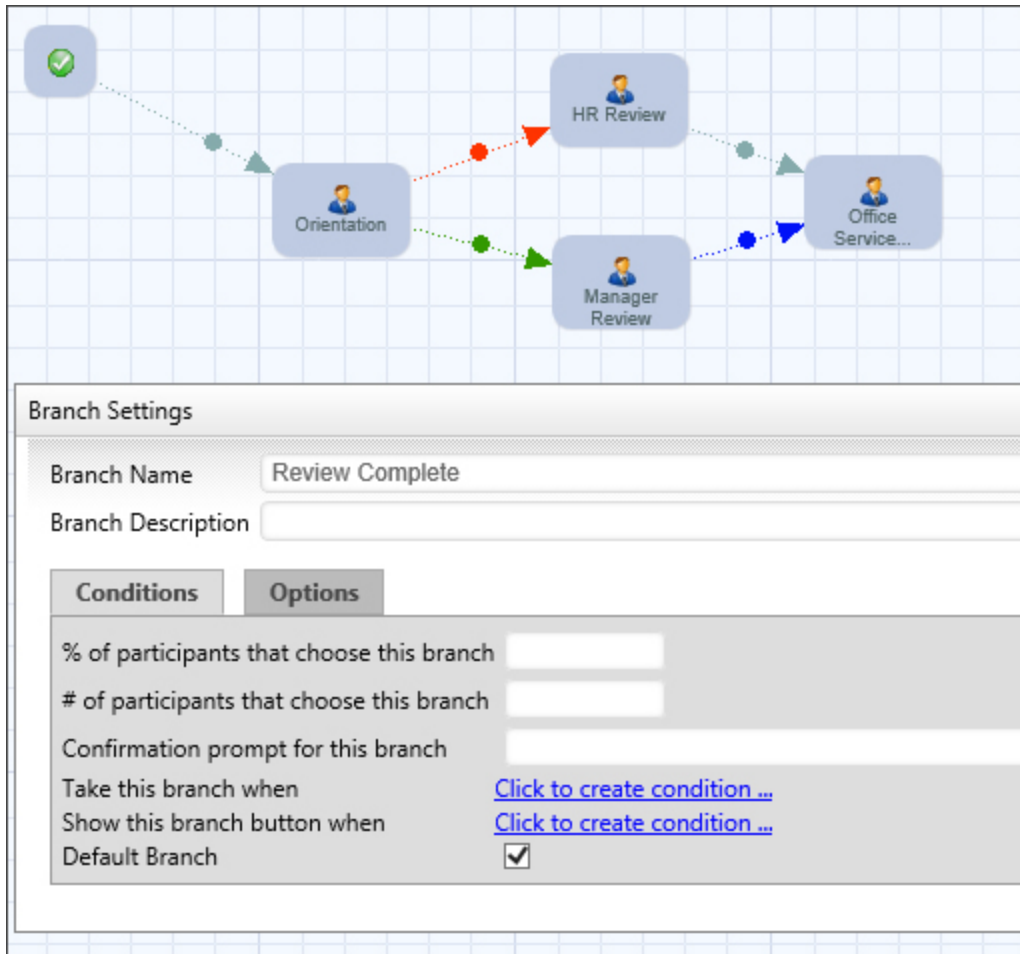 HR Review
Orientation
Office
Service...
Manager
Review
Branch Settings
Branch Name Review Complete
Branch Description
Conditions Options
% of participants that choose this branch
# of participants that choose this branch
Confirmation prompt for this branch
Take this branch when Click to create condition ...
Show this branch button when Click to create condition ...
Default Branch